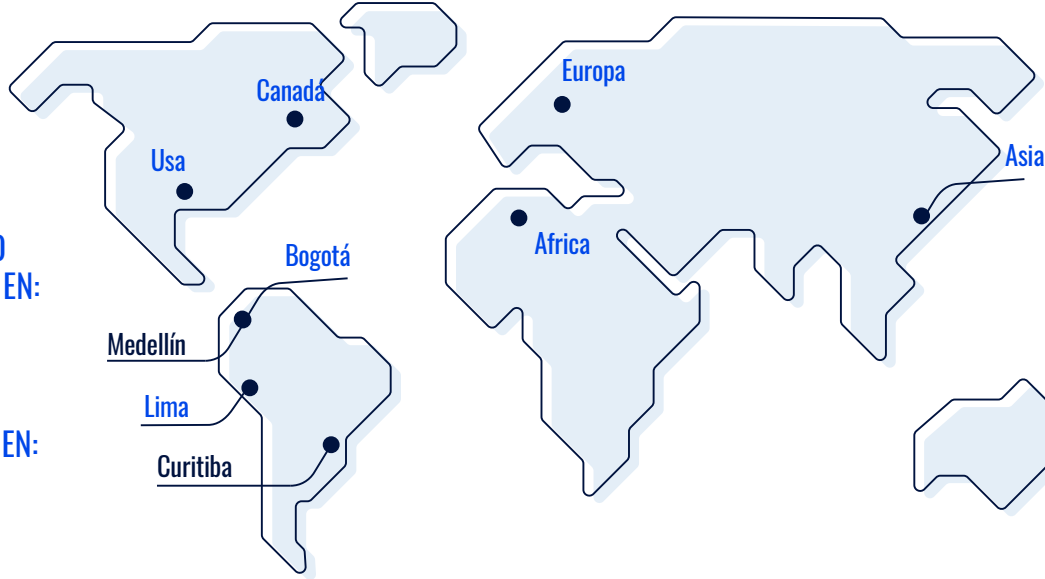 Europa
Canadá
Asia
Usa
Africa
EN:
Bogotá
Medellín
Lima
EN:
Curitiba